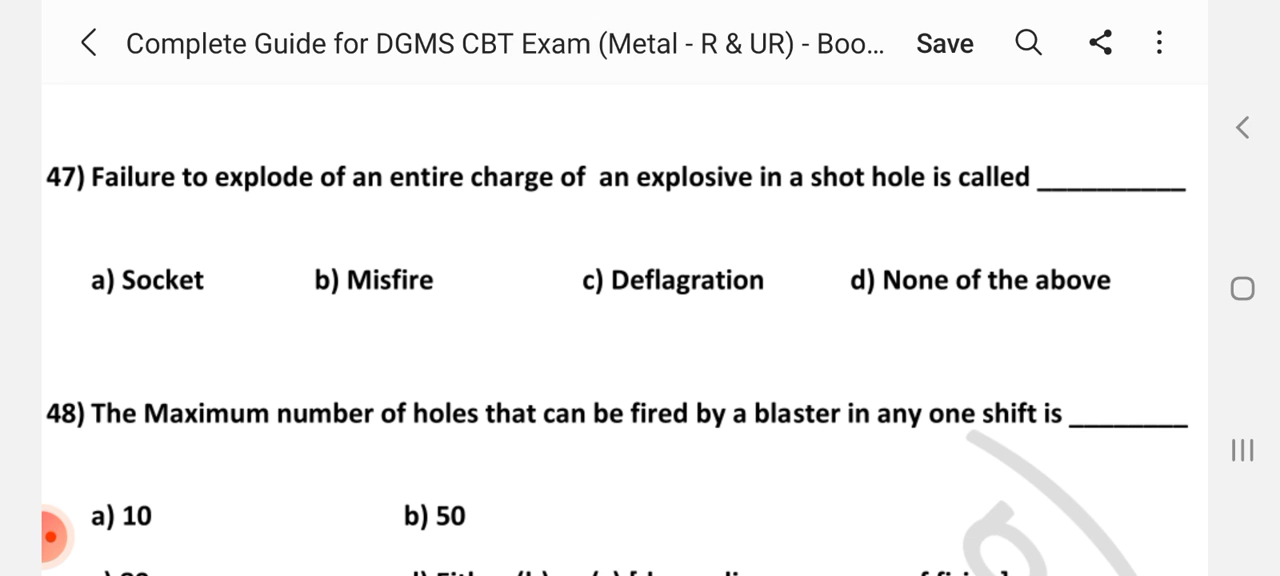 Complete Guide for DGMS CBT Exam (Metal - R & UR) - Boo... Save
47) Failure to explode of an entire charge of an explosive in a shot hole is called __________
a) Socket b) Misfire c) Deflagration d) None of the above
48) The Maximum number of holes that can be fired by a blaster in any one shift is ________
a) 10 b) 50